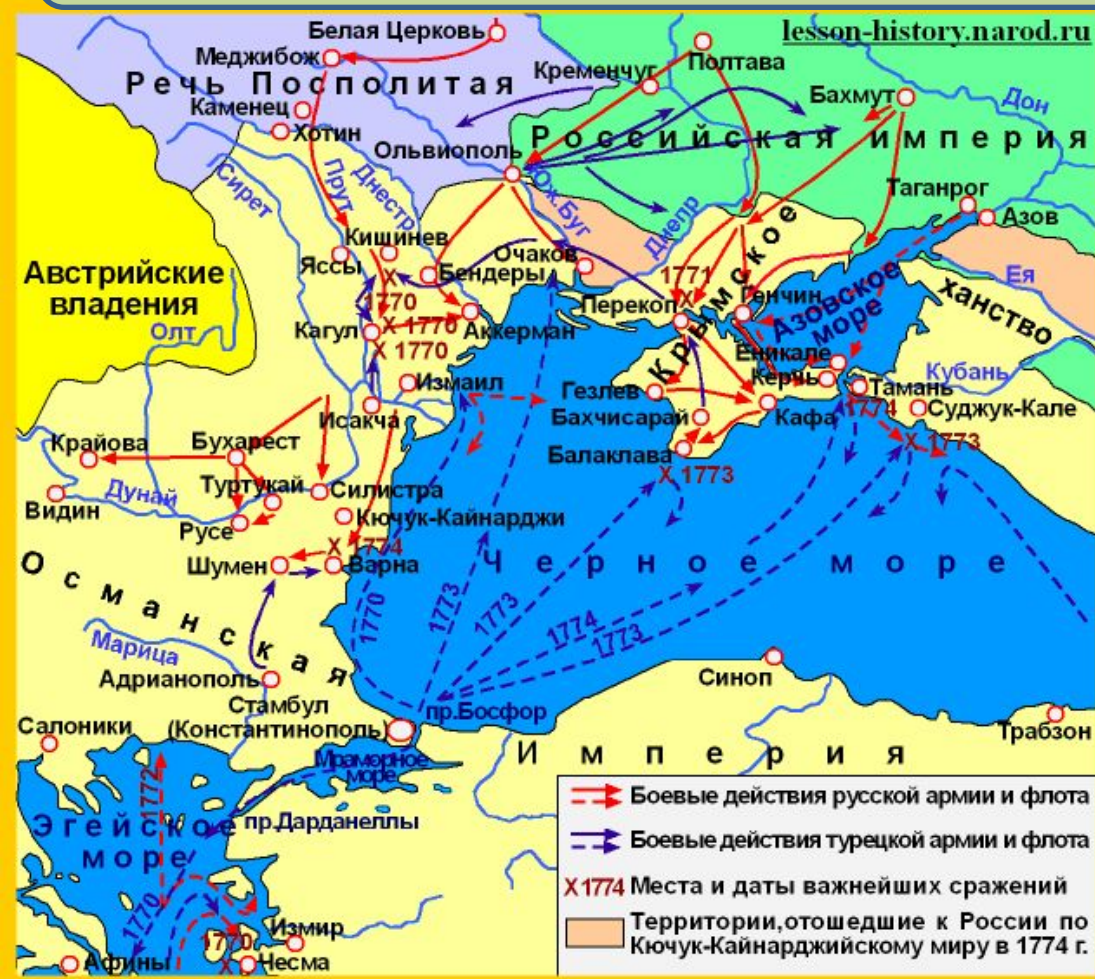 lesson-history.narod.ru
Белая Церковь
Меджибож
Полтава
Кременчуг
Речь Посполитая
Бахмут
Дон
Каменец
Хотин
Российская империя
Ольвиополь
Сирет
Прут
Днестр
Юж.Буг
Днепр
Таганрог
Азов
Кишинев
Яссы
Бендеры
Очаков
1771
Перекоп
Генчин
Крымское
ханство
Азовское
море
Ея
Австрийские
владения
Олт
1770
Кагул
X 1770
X 1770
Аккерман
Еникале
Керчь
Кубань
Тамань
1774
Суджук-Кале
X 1773
Измаил
Исакча
Гезлев
Бахчисарай
Кафа
Балаклава
X 1773
Крайова
Бухарест
Дунай
Туртукай
Силистра
Видин
Русе
Кючук-Кайнарджи
X 1774
Шумен
Варна
Черное море
1770
1773
1773
1774
1773
Османская
Империя
Марица
Адрианополь
Стамбул
(Константинополь)
пр.Босфор
Синоп
Трабзон
Салоники
Мраморное
море
1772
Эгейское
море
пр.Дарданеллы
1770
1770
Измир
Афины
X
Чесма
Боевые действия русской армии и флота
Боевые действия турецкой армии и флота
X1774 Места и даты важнейших сражений
Территории,отошедшие к России по
Кючук-Кайнарджийскому миру в 1774 г.